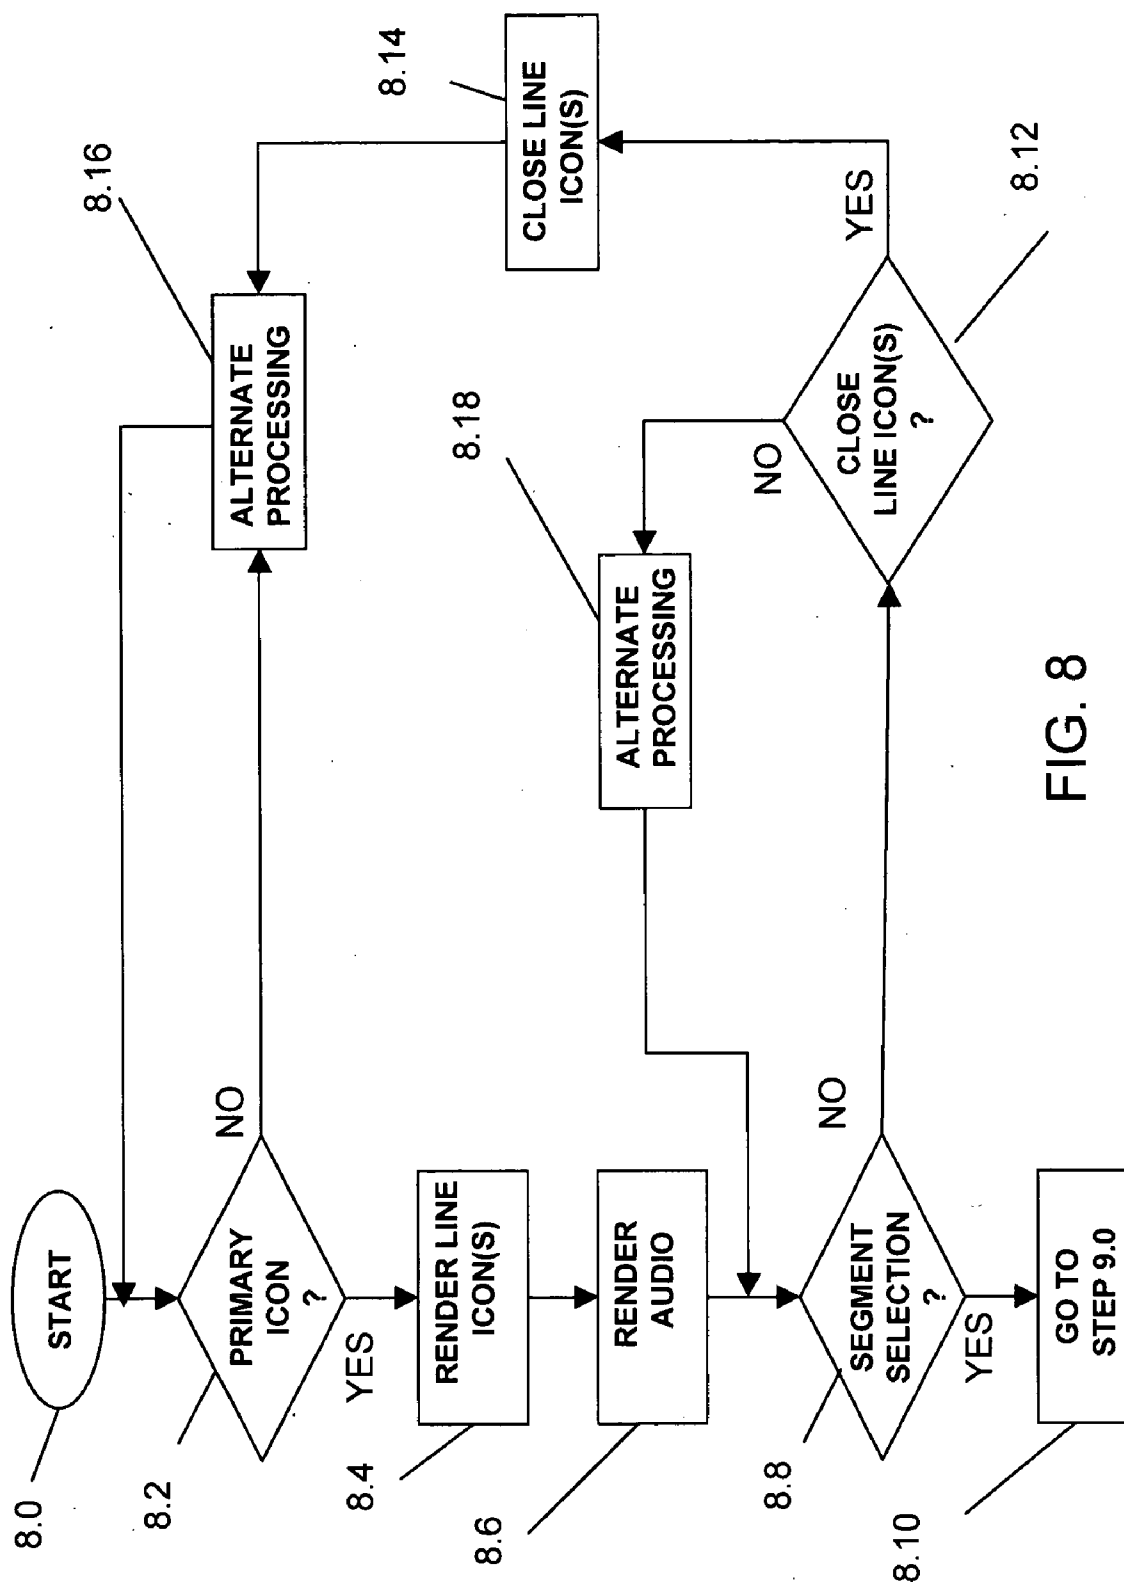 8.0
START
8.2
PRIMARY
ICON
?
NO
YES
8.16
ALTERNATE
PROCESSING
8.4
RENDER LINE
ICON(S)
8.14
CLOSE LINE
ICON(S)
8.6
RENDER
AUDIO
8.18
ALTERNATE
PROCESSING
8.8
SEGMENT
SELECTION
?
NO
YES
8.12
CLOSE
LINE ICON(S)
?
NO
YES
8.10
GO TO
STEP 9.0
FIG. 8